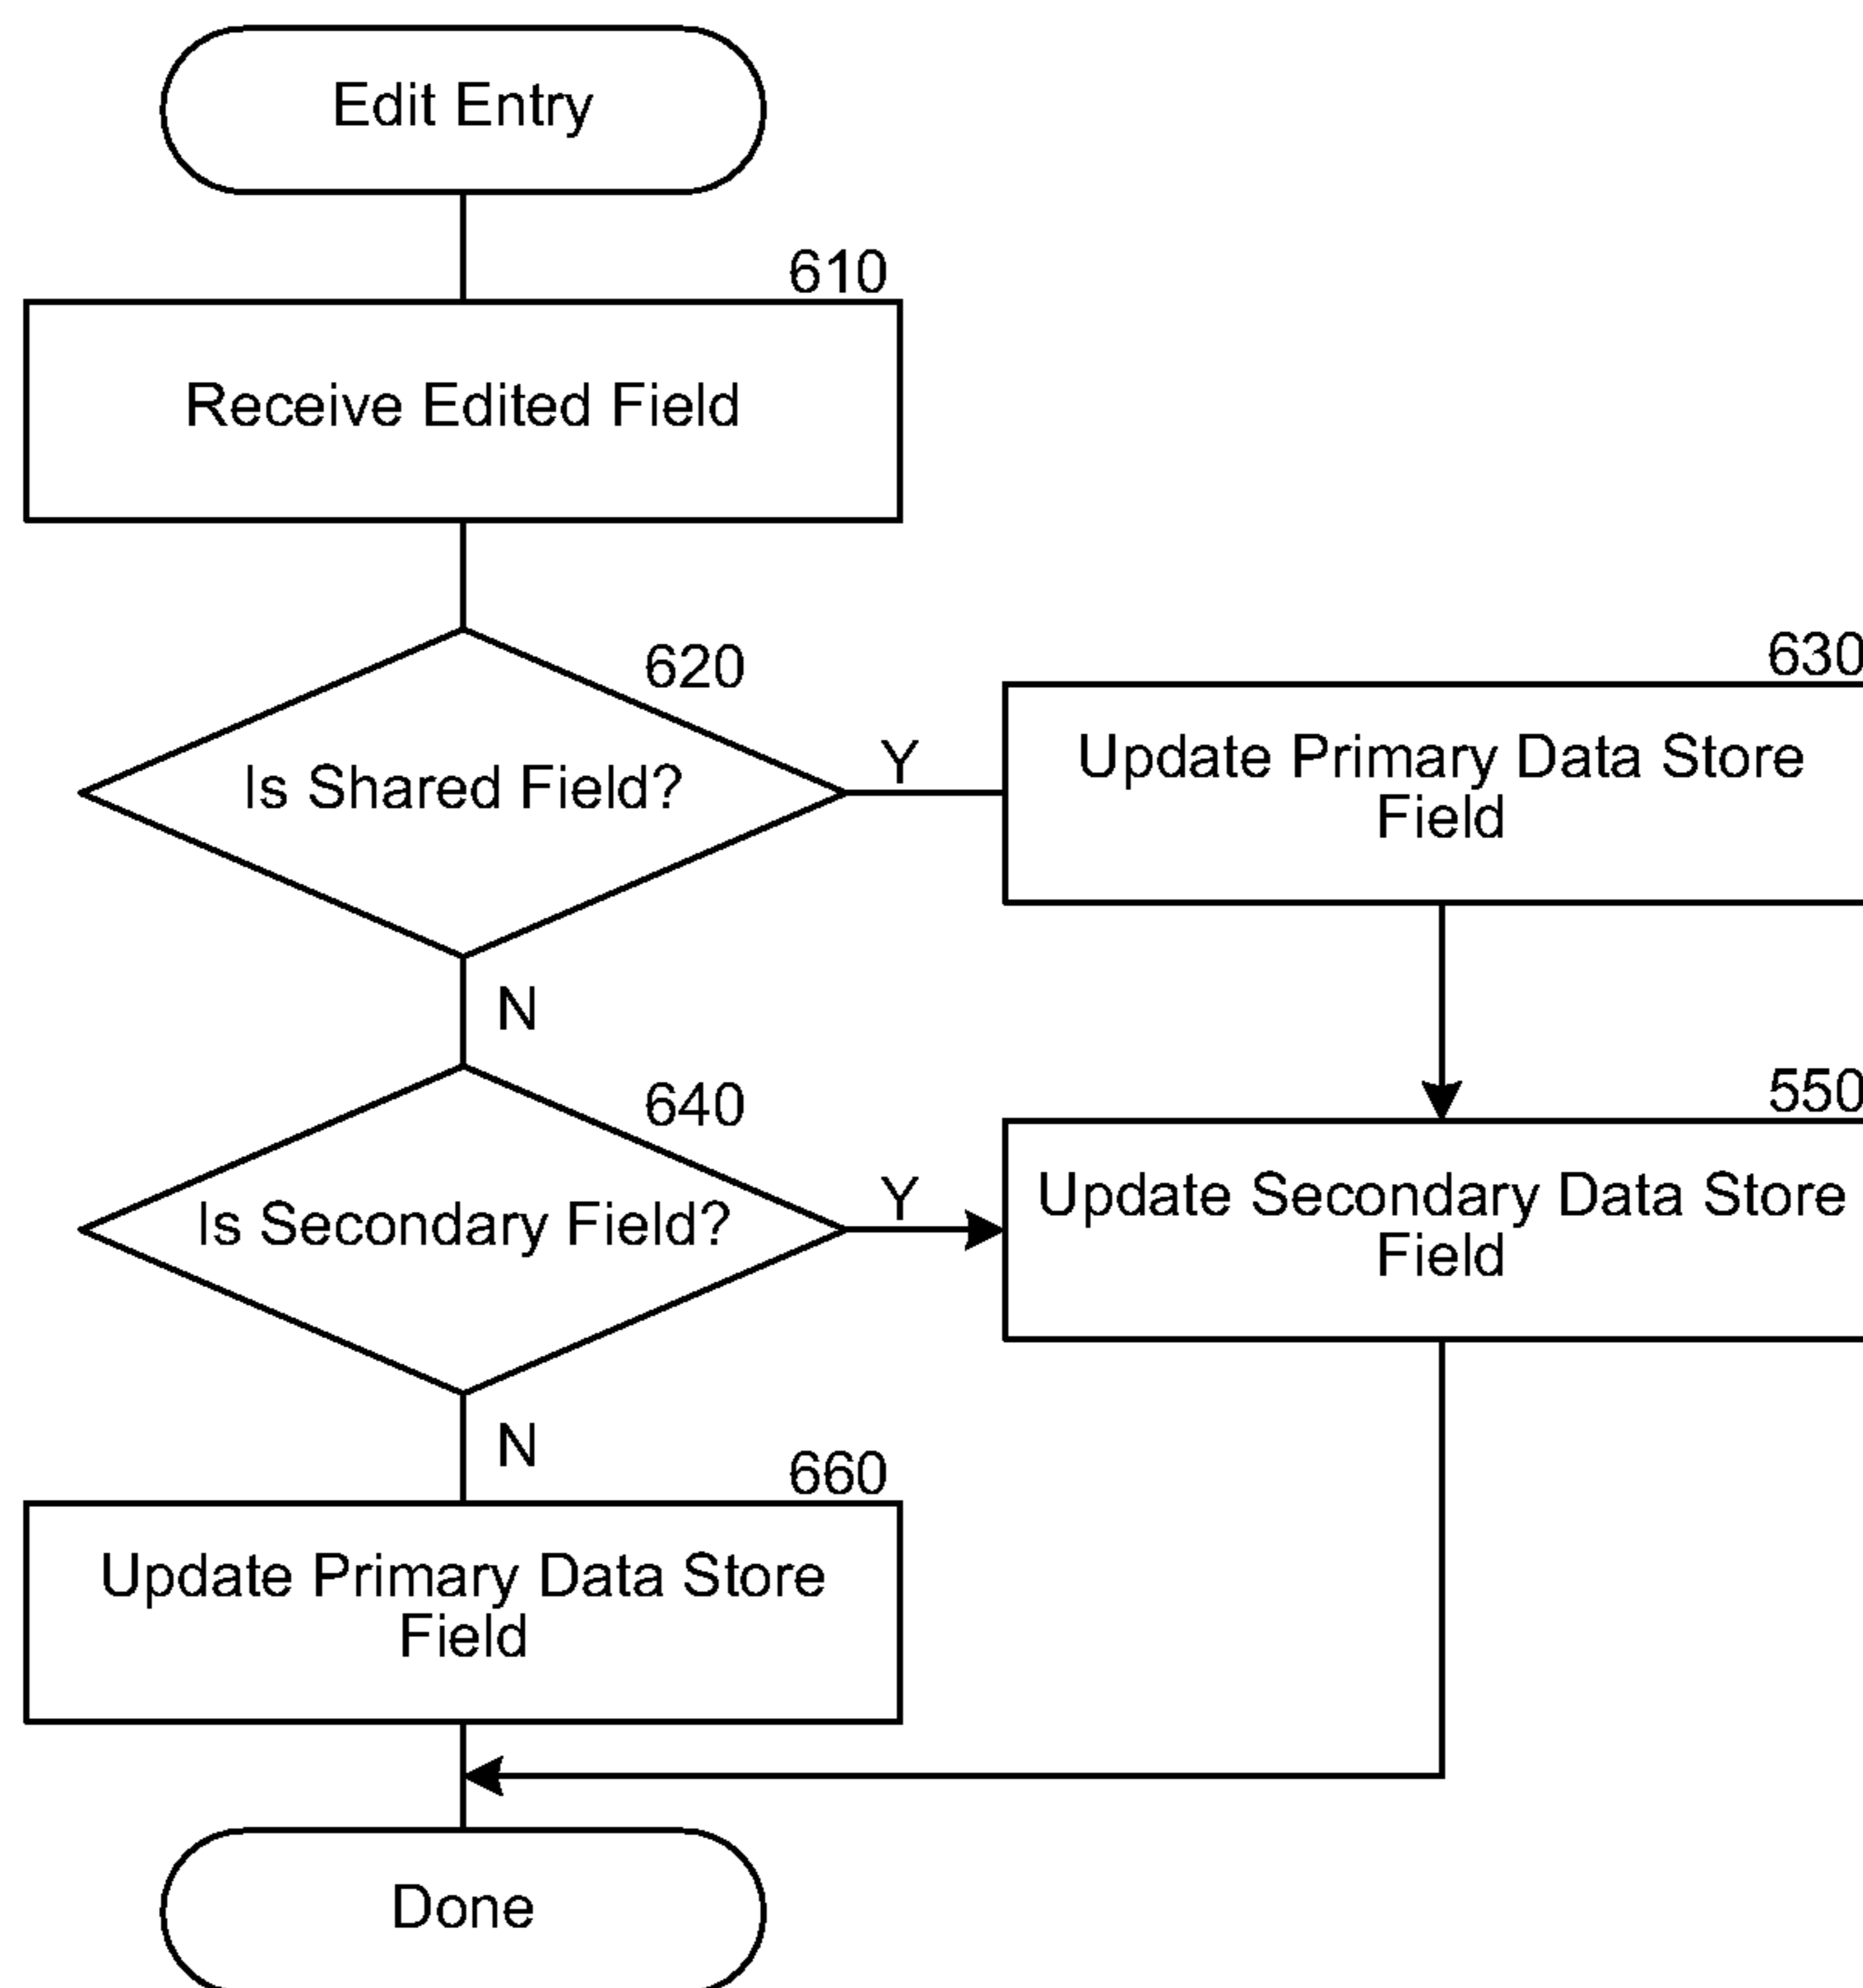 Edit Entry
610
Receive Edited Field
620
Is Shared Field?
Y
630
Update Primary Data Store
Field
N
640
Is Secondary Field?
Y
550
Update Secondary Data Store
Field
N
660
Update Primary Data Store
Field
Done